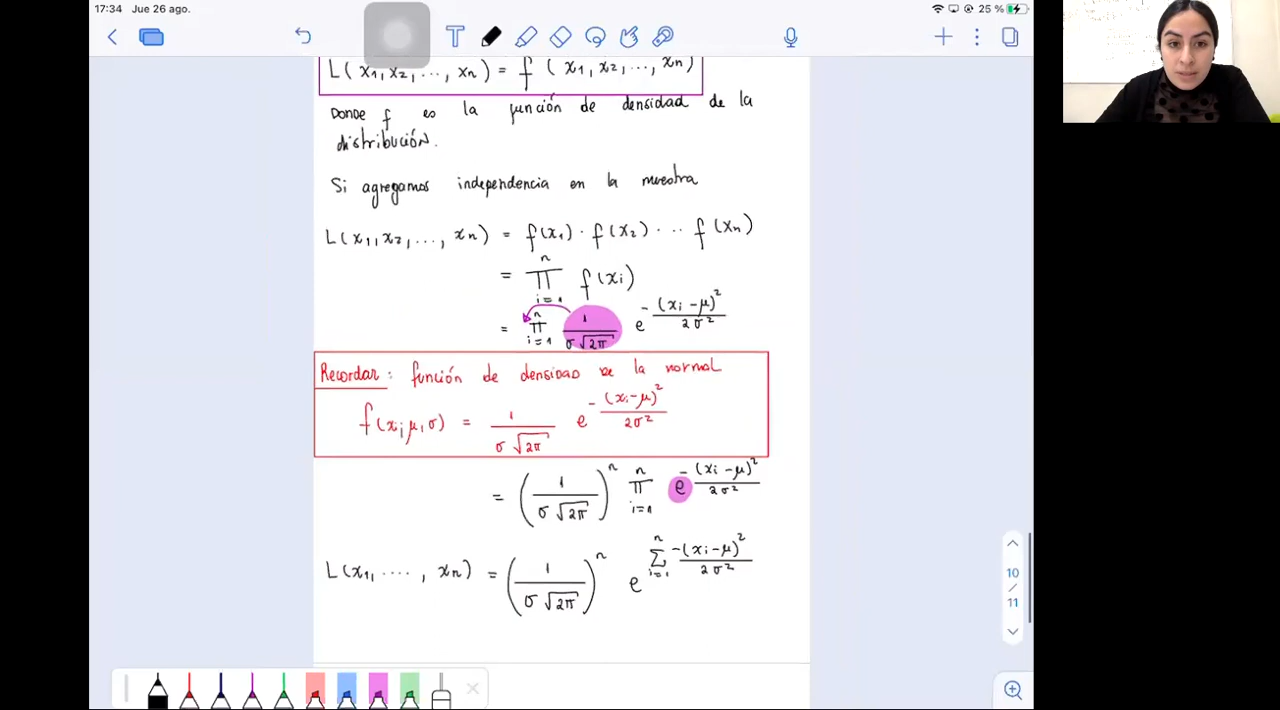 17:34 Jue 26 ago.
25 %
L(x₁, x₂, ..., xₙ) = f(x₁, x₂, ..., xₙ)
Donde f es la función de densidad de la
distribución.
Si agregamos independencia en la muestra
L(x₁, x₂, ..., xₙ) = f(x₁) · f(x₂) · ·· f(xₙ)
= ∏_{i=1}^{n} f(xᵢ)
= ∏_{i=1}^{n} 1/(σ√2π) e^{-(xᵢ-μ)²/2σ²}
Recordar: función de densidad de la normal
f(x; μ, σ) = 1/(σ√2π) e^{-(xᵢ-μ)²/2σ²}
= (1/(σ√2π))ⁿ ∏_{i=1}^{n} e^{-(xᵢ-μ)²/2σ²}
L(x₁, ····, xₙ) = (1/(σ√2π))ⁿ e^{∑_{i=1}^{n} -(xᵢ-μ)²/2σ²}
10
/
11